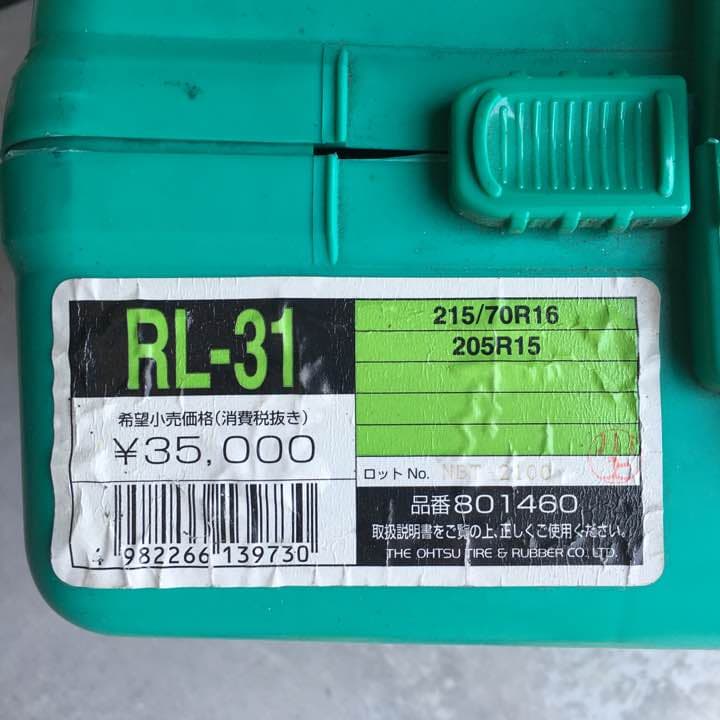 RL-31
希望小売価格(消費税抜き)
¥35,000
4 982266 139730
215/70R16
205R15
ロットNo. NBT 2100
品番801460
取扱説明書をご覧の上、正しくご使用ください。
THE OHTSU TIRE & RUBBER CO., LTD.